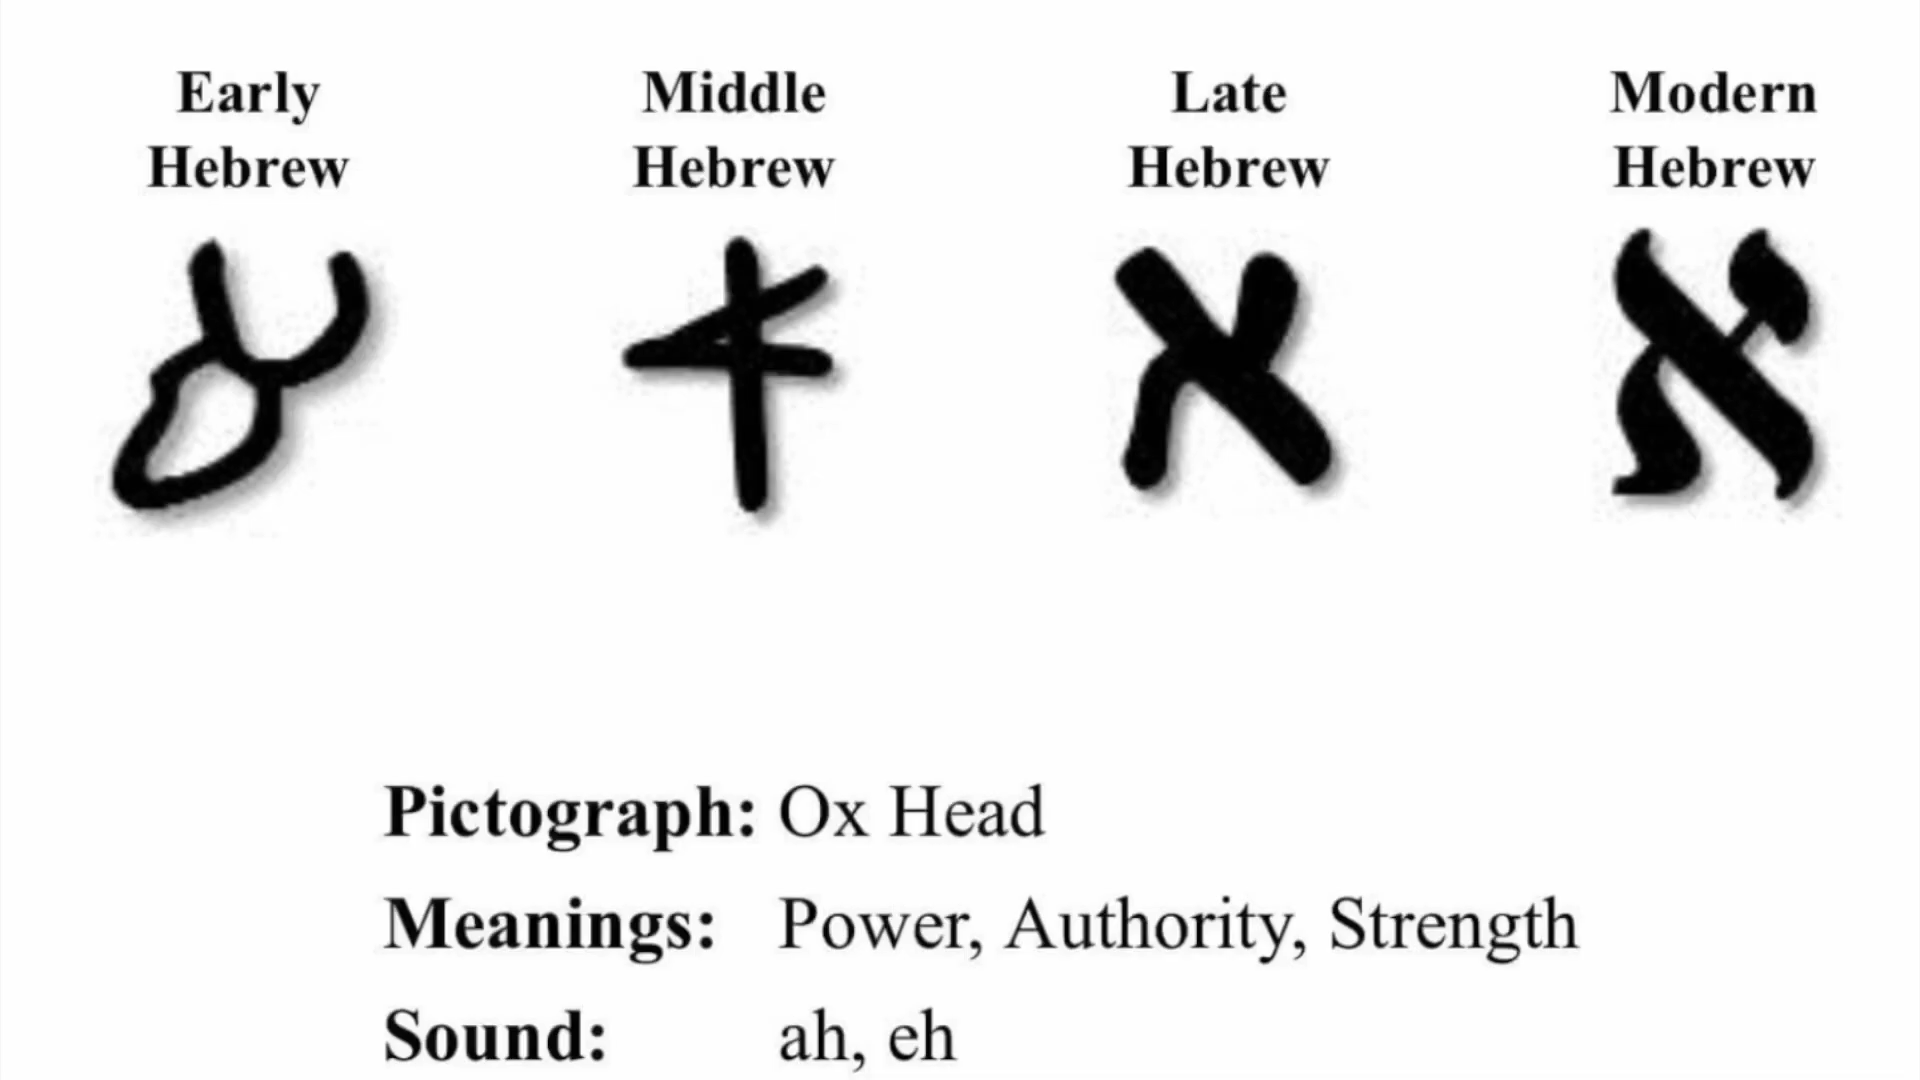 Early Hebrew
Middle Hebrew
Late Hebrew
Modern Hebrew
𐤀
א
א
Pictograph: Ox Head
Meanings: Power, Authority, Strength
Sound: ah, eh